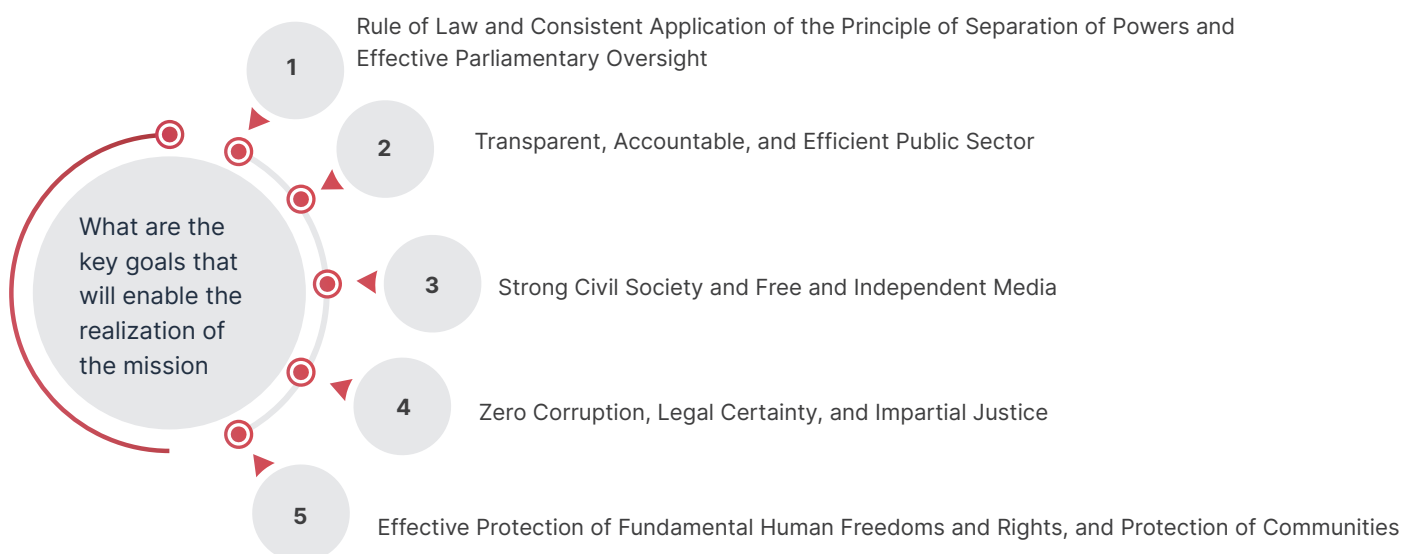 What are the
key goals that
will enable the
realization of
the mission
1
Rule of Law and Consistent Application of the Principle of Separation of Powers and
Effective Parliamentary Oversight
2
Transparent, Accountable, and Efficient Public Sector
3
Strong Civil Society and Free and Independent Media
4
Zero Corruption, Legal Certainty, and Impartial Justice
5
Effective Protection of Fundamental Human Freedoms and Rights, and Protection of Communities